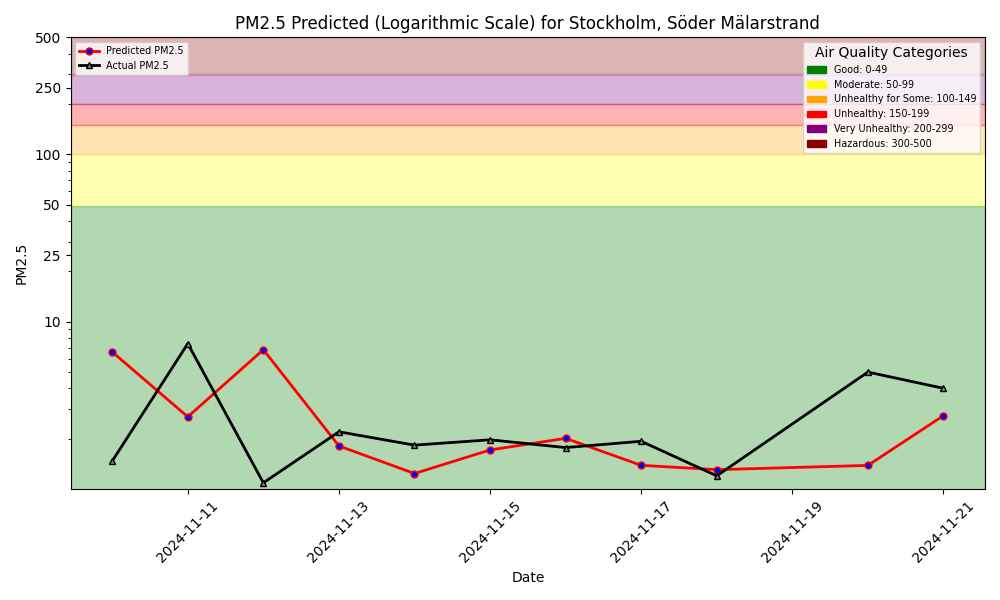 PM2.5 Predicted (Logarithmic Scale) for Stockholm, Söder Mälarstrand
Predicted PM2.5
Actual PM2.5
Air Quality Categories
Good: 0-49
Moderate: 50-99
Unhealthy for Some: 100-149
Unhealthy: 150-199
Very Unhealthy: 200-299
Hazardous: 300-500
500
250
100
50
25
10
PM2.5
2024-11-11
2024-11-13
2024-11-15
2024-11-17
2024-11-19
2024-11-21
Date